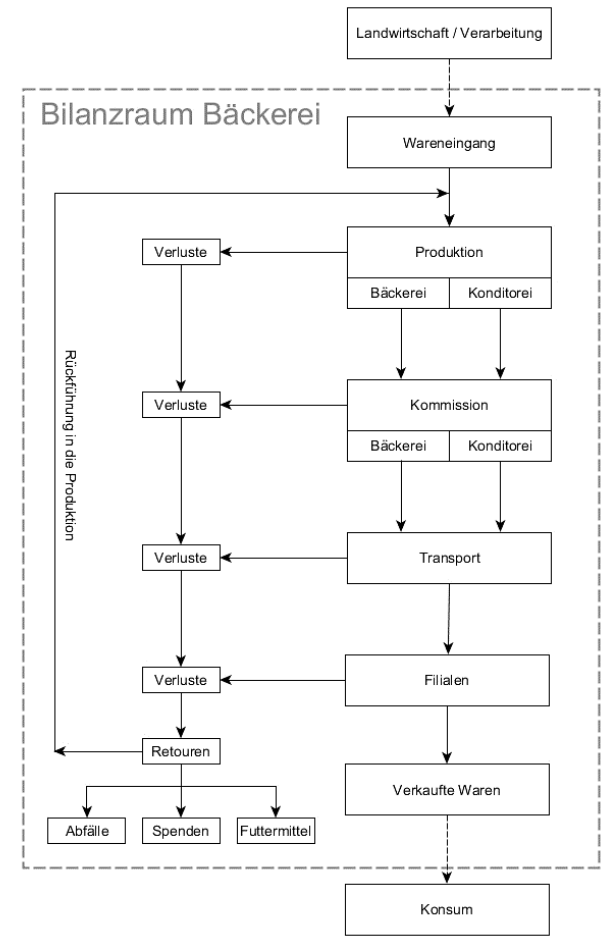 Landwirtschaft / Verarbeitung
Bilanzraum Bäckerei
Wareneingang
Verluste
Produktion
Bäckerei
Konditorei
Rückführung in die Produktion
Verluste
Kommission
Bäckerei
Konditorei
Verluste
Transport
Verluste
Filialen
Retouren
Verkaufte Waren
Abfälle
Spenden
Futtermittel
Konsum